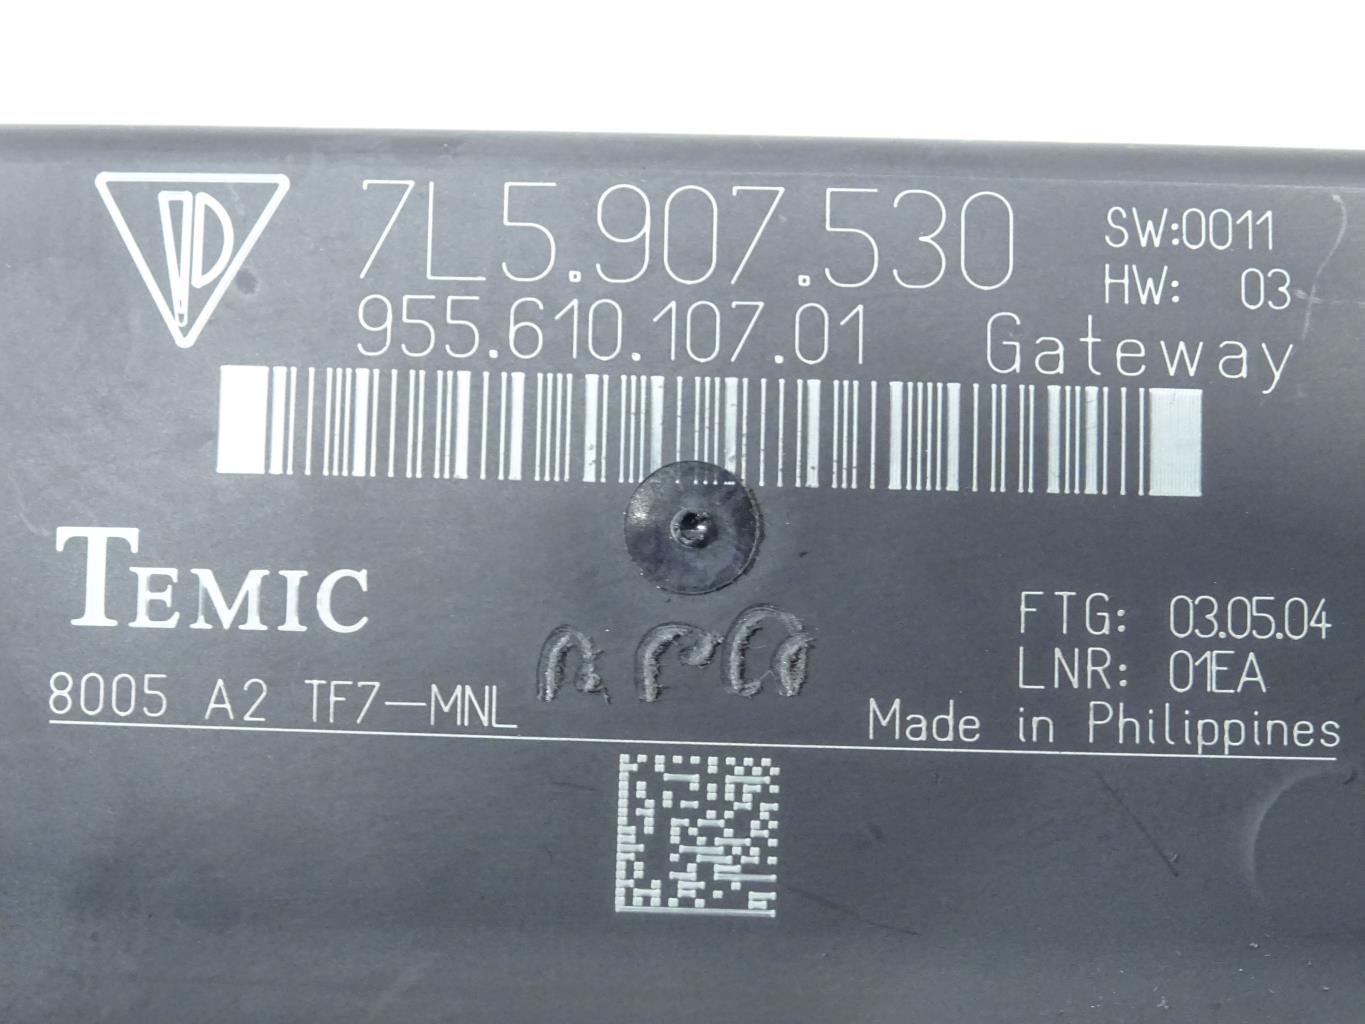 7L5.907.530
SW:0011
HW: 03
955.610.107.01
Gateway
TEMIC
FTG: 03.05.04
LNR: 01EA
8005 A2 TF7-MNL
Made in Philippines